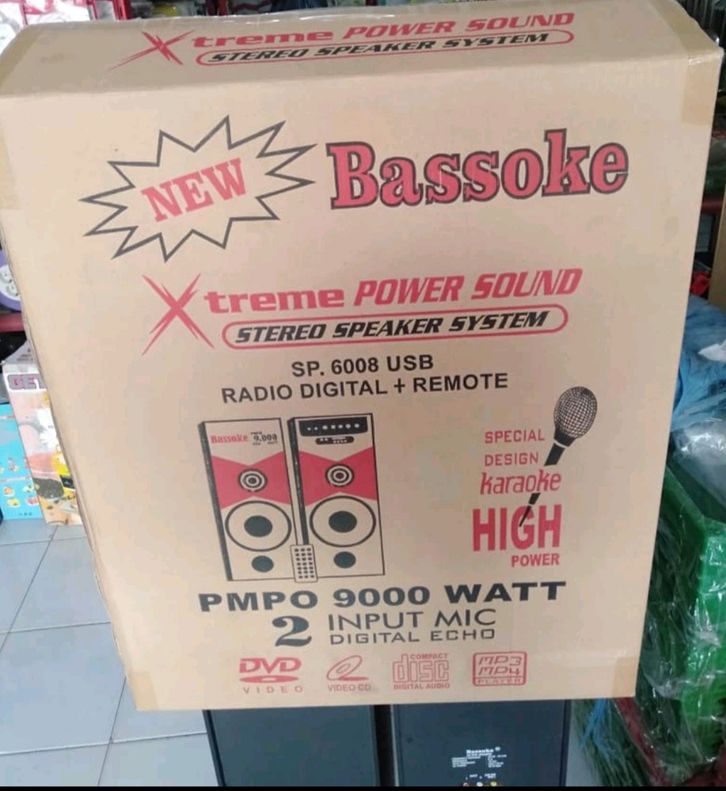 Xtreme POWER SOUND
STEREO SPEAKER SYSTEM
NEW
Bassoke
Xtreme POWER SOUND
STEREO SPEAKER SYSTEM
SP. 6008 USB
RADIO DIGITAL + REMOTE
Bassoke PMPO 9.000
SPECIAL
DESIGN
karaoke
HIGH
POWER
PMPO 9000 WATT
2 INPUT MIC
DIGITAL ECHO
DVD
VIDEO
VIDEO CD
COMPACT
disc
DIGITAL AUDIO
MP3
MP4
PLAYER
Bassoke